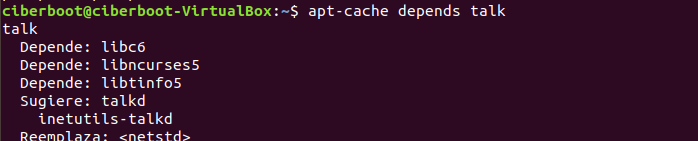 ciberboot@ciberboot-VirtualBox:~$ apt-cache depends talk
talk
  Depende: libc6
  Depende: libncurses5
  Depende: libtinfo5
  Sugiere: talkd
    inetutils-talkd
  Reemplaza: <netstd>